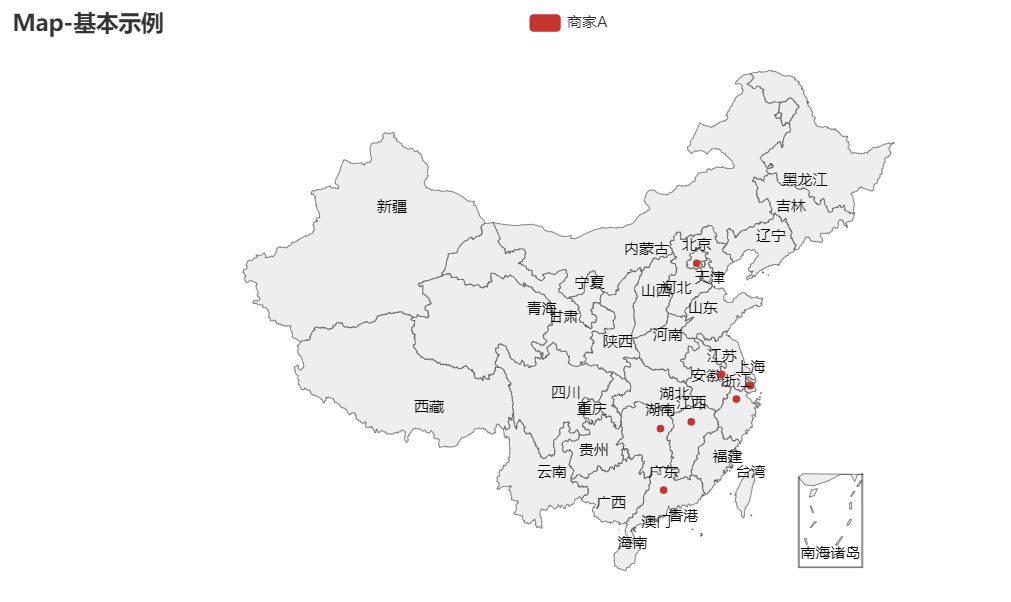 Map-基本示例
商家A
黑龙江
新疆
吉林
辽宁
内蒙古
北京
天津
宁夏
山西
河北
青海
甘肃
山东
陕西
河南
江苏
上海
安徽
浙江
四川
湖北
西藏
重庆
湖南
江西
贵州
福建
云南
广东
台湾
广西
澳门
香港
海南
南海诸岛